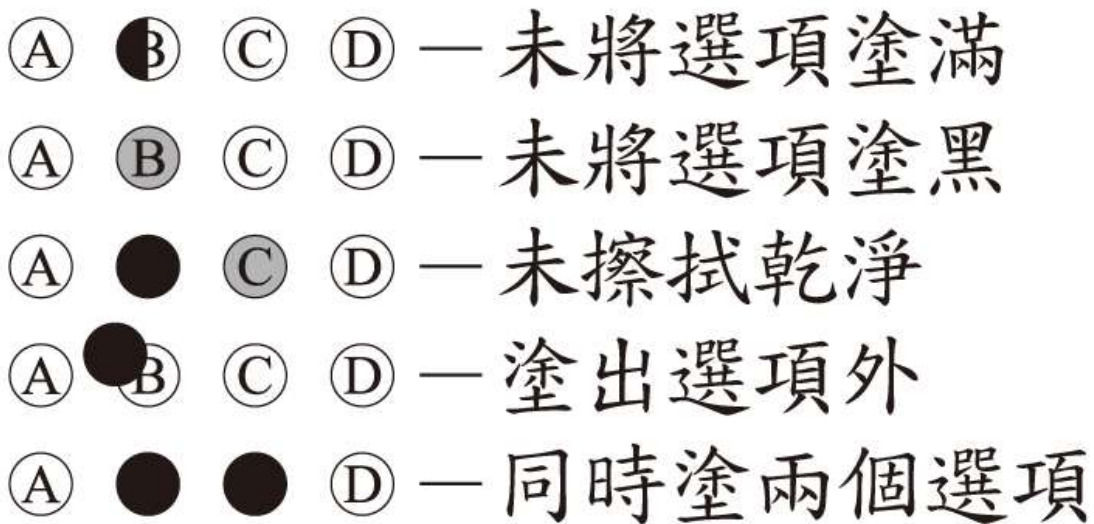 Ⓐ Ⓑ Ⓒ Ⓓ — 未將選項塗滿
Ⓐ Ⓑ Ⓒ Ⓓ — 未將選項塗黑
Ⓐ ● Ⓒ Ⓓ — 未擦拭乾淨
Ⓐ Ⓑ Ⓒ Ⓓ — 塗出選項外
Ⓐ ● ● Ⓓ — 同時塗兩個選項